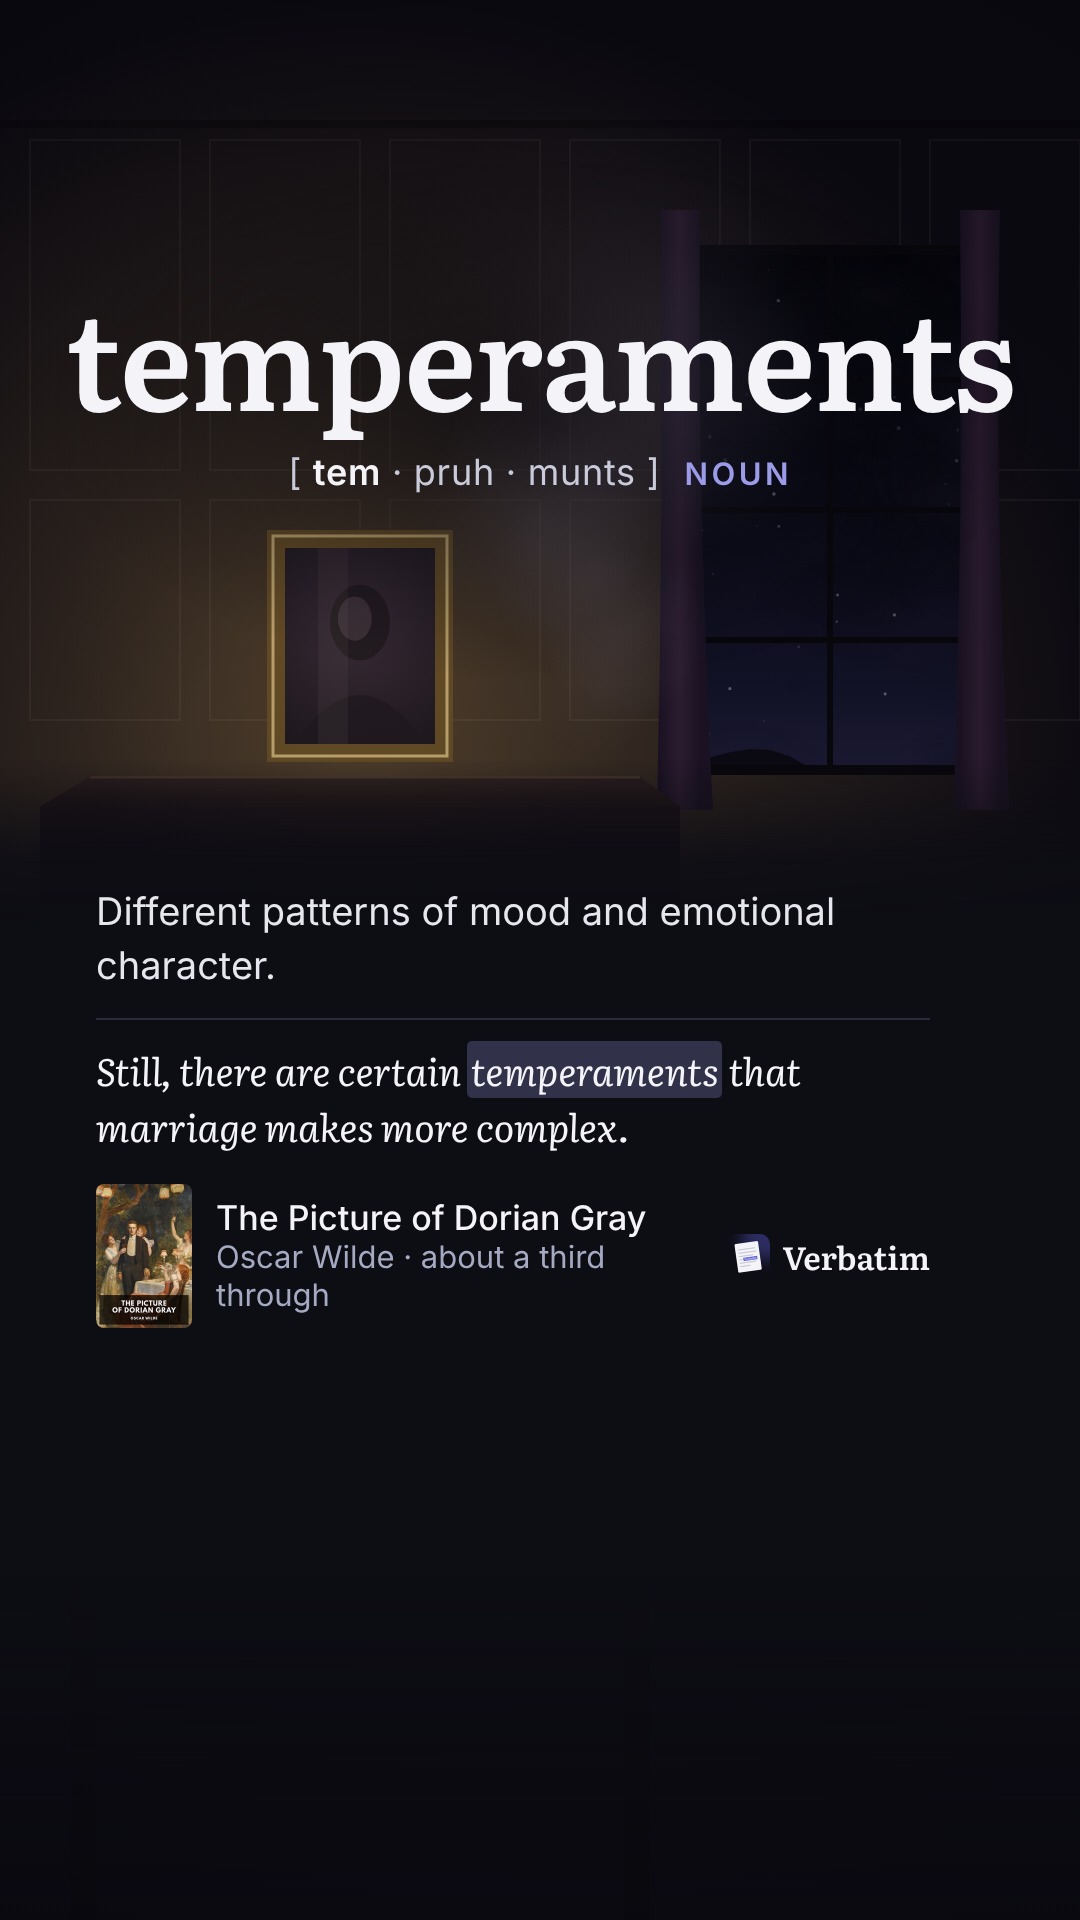 temperaments
[ tem · pruh · munts ] NOUN
Different patterns of mood and emotional
character.
Still, there are certain temperaments that
marriage makes more complex.
THE PICTURE
OF DORIAN GRAY
OSCAR WILDE
The Picture of Dorian Gray
Oscar Wilde · about a third
through
Verbatim